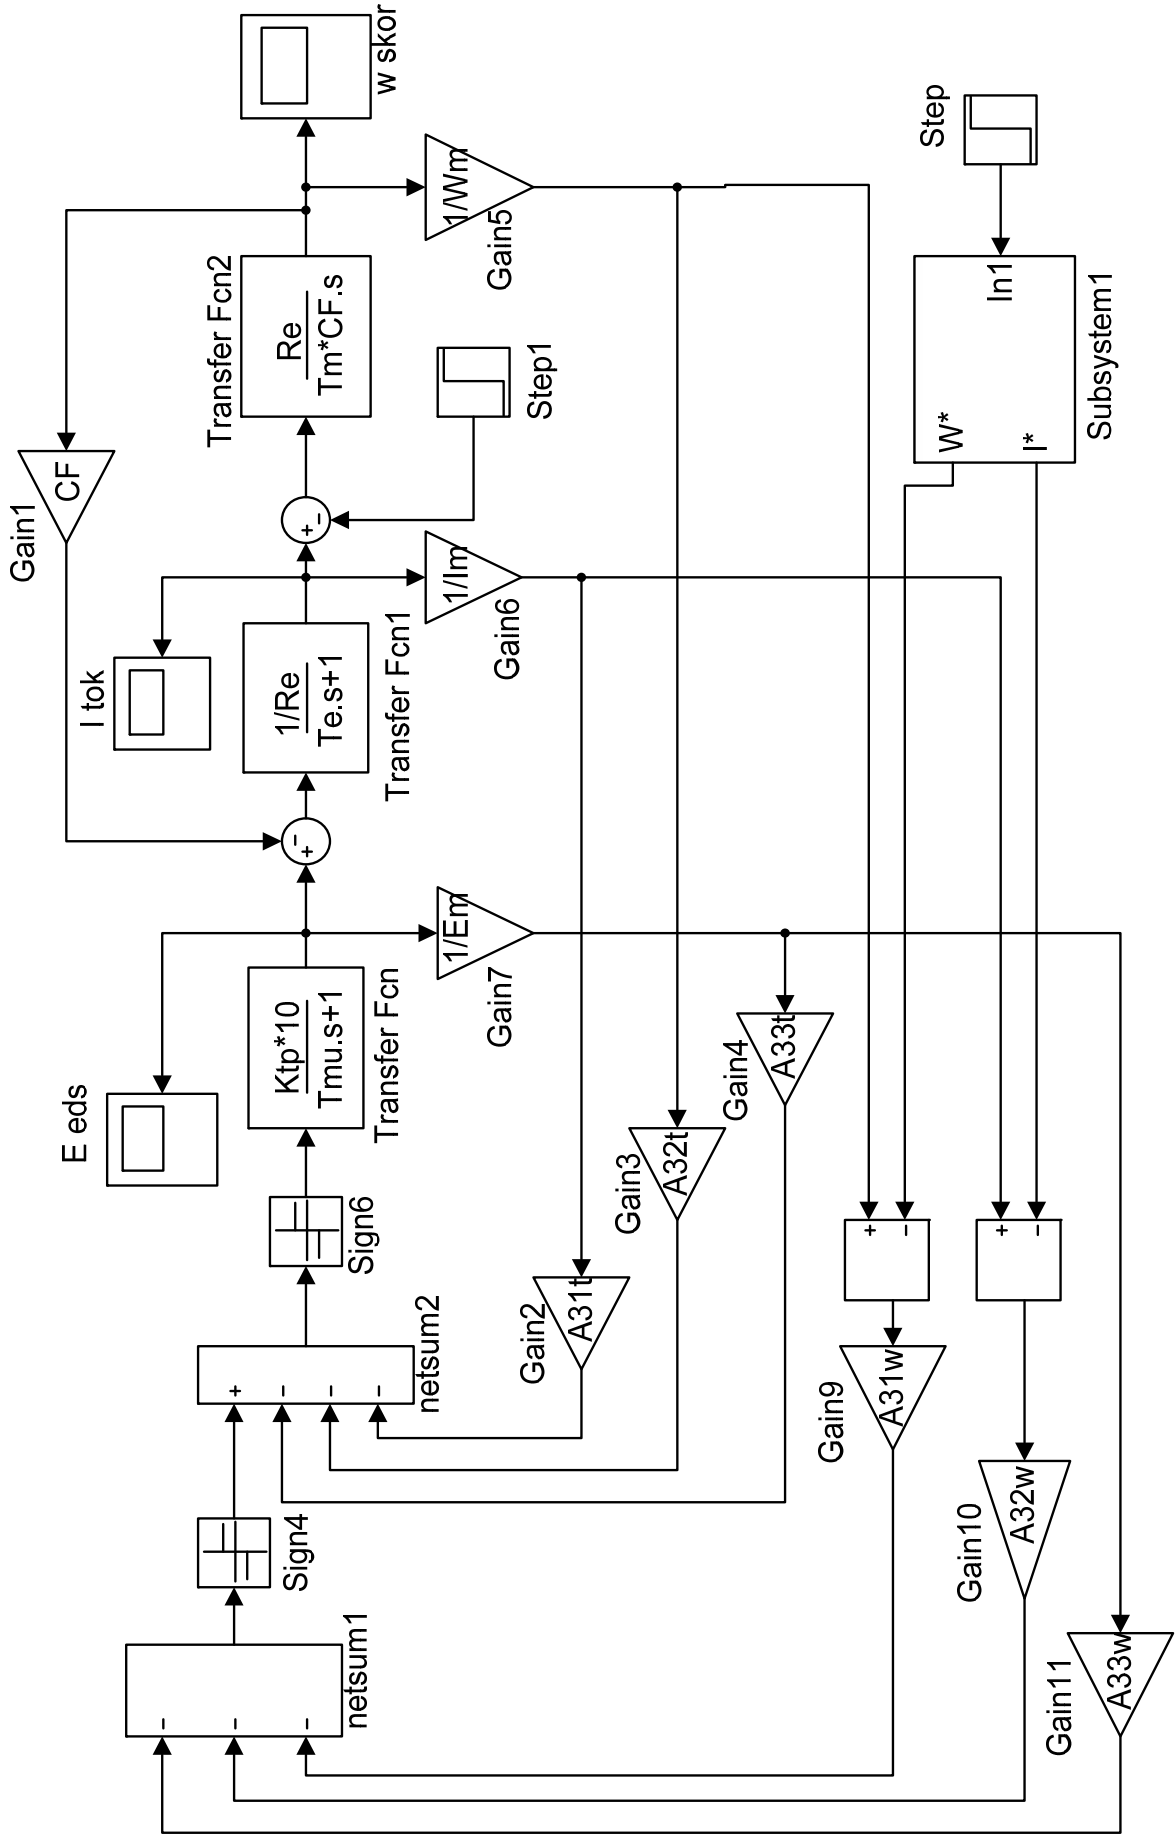 Gain1
CF
E eds
I tok
w skor
Ktp*10
Tmu.s+1
Transfer Fcn
1/Re
Te.s+1
Transfer Fcn1
Re
Tm*CF.s
Transfer Fcn2
+
−
+
−
netsum1
−
−
−
Sign4
netsum2
+
−
−
−
Sign6
1/Em
Gain7
1/Im
Gain6
1/Wm
Gain5
Step1
Gain2
A31t
Gain3
A32t
Gain4
A33t
Gain9
A31w
+
−
Gain10
A32w
+
−
Gain11
A33w
W*
I*
In1
Subsystem1
Step